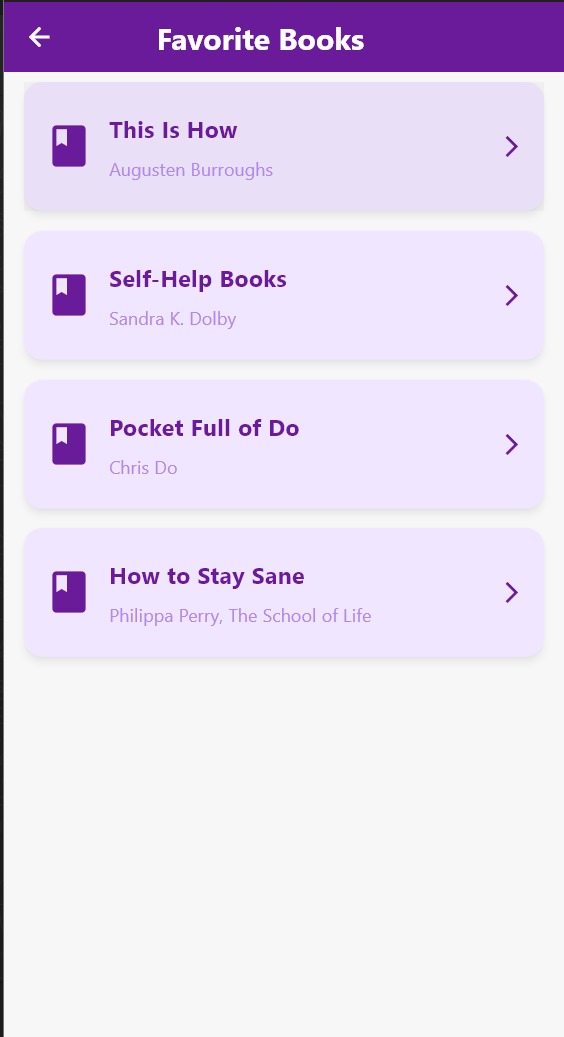 Favorite Books
This Is How
Augusten Burroughs
Self-Help Books
Sandra K. Dolby
Pocket Full of Do
Chris Do
How to Stay Sane
Philippa Perry, The School of Life